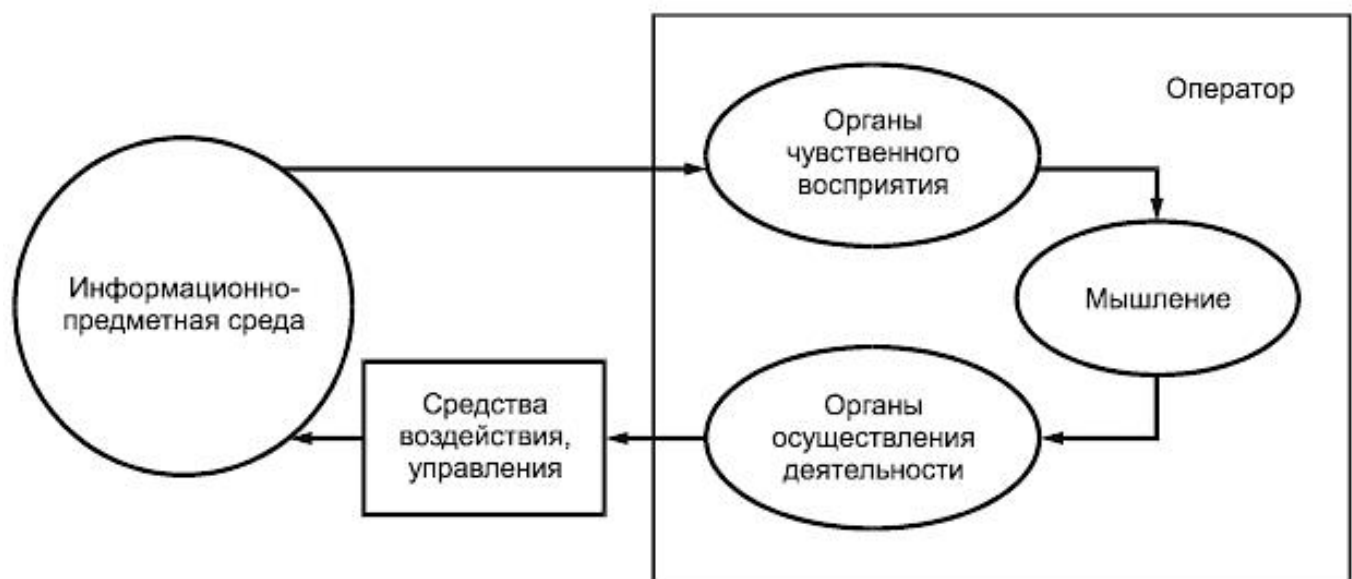 Оператор
Органы
чувственного
восприятия
Информационно-
предметная среда
Мышление
Средства
воздействия,
управления
Органы
осуществления
деятельности